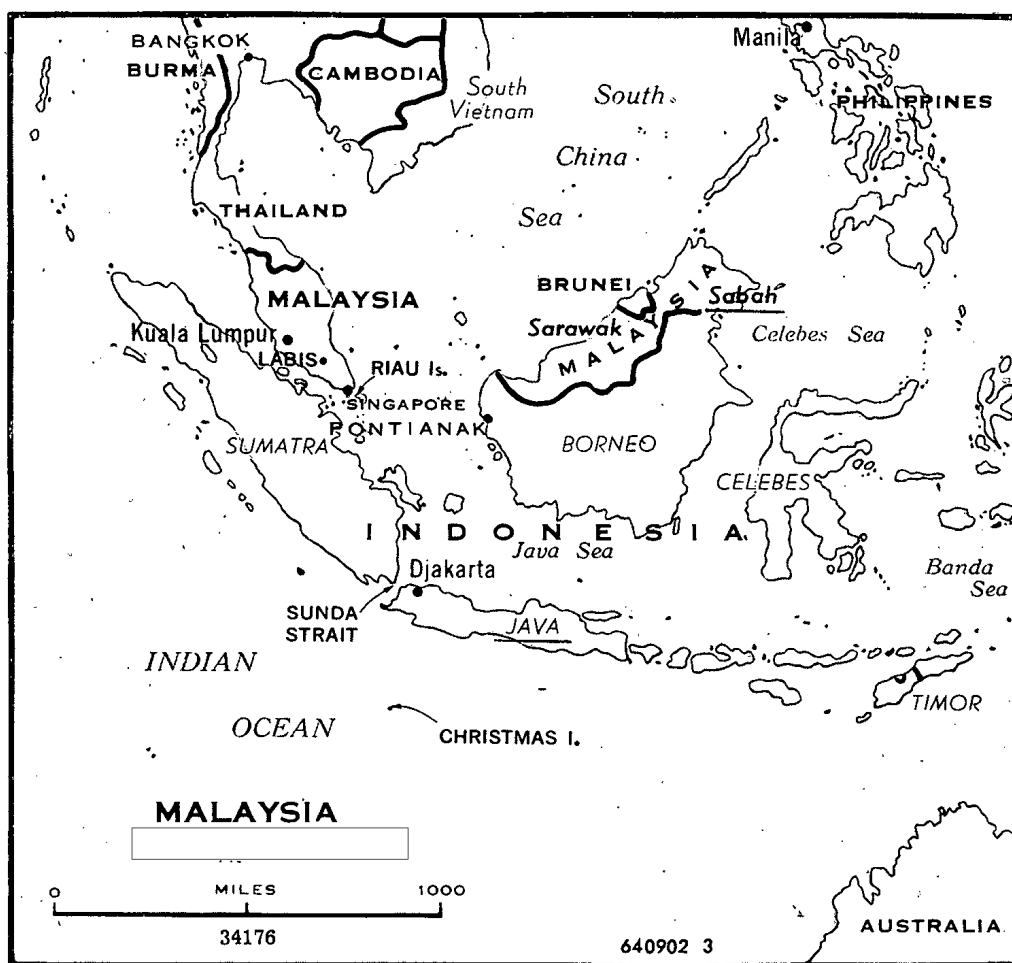 BANGKOK
BURMA
CAMBODIA
South
Vietnam
South
China
Sea
Manila
PHILIPPINES
THAILAND
MALAYSIA
Kuala Lumpur
LABIS
RIAU Is.
SINGAPORE
PONTIANAK
SUMATRA
BRUNEI
Sarawak
MALAYSIA
Sabah
Celebes Sea
BORNEO
CELEBES
INDONESIA
Java Sea
Banda
Sea
Djakarta
SUNDA
STRAIT
JAVA
TIMOR
INDIAN
OCEAN
CHRISTMAS I.
MALAYSIA
0 MILES 1000
34176
640902 3
AUSTRALIA